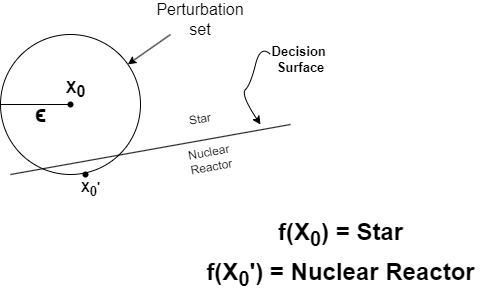 Perturbation
set
Decision
Surface
X₀
ϵ
Star
Nuclear
Reactor
X₀'
f(X₀) = Star
f(X₀') = Nuclear Reactor